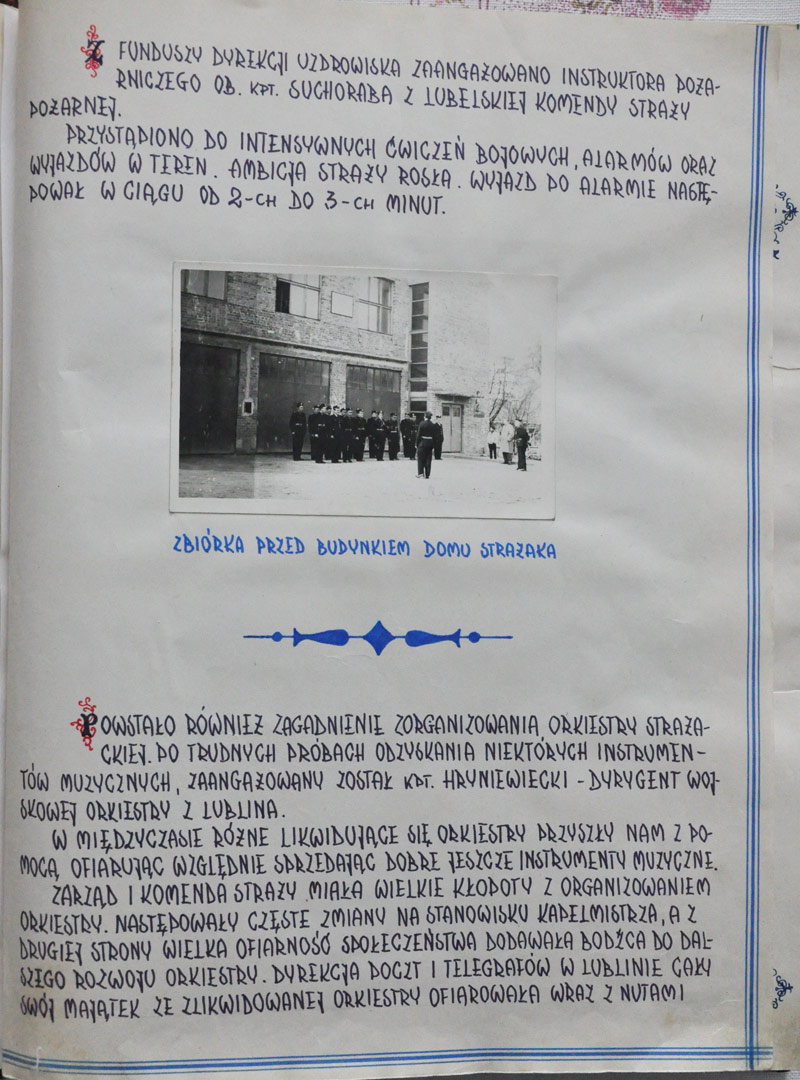 Z FUNDUSZY DYREKCJI UZDROWISKA ZAANGAŻOWANO INSTRUKTORA POŻA-
RNICZEGO OB. KPT. SUCHORABA Z LUBELSKIEJ KOMENDY STRAŻY
POŻARNEJ.
PRZYSTĄPIONO DO INTENSYWNYCH ĆWICZEŃ BOJOWYCH, ALARMÓW ORAZ
WYJAZDÓW W TEREN. AMBICJA STRAŻY ROSŁA. WYJAZD PO ALARMIE NASTĘ-
POWAŁ W CIĄGU OD 2-CH DO 3-CH MINUT.
ZBIÓRKA PRZED BUDYNKIEM DOMU STRAŻAKA
POWSTAŁO RÓWNIEŻ ZAGADNIENIE ZORGANIZOWANIA ORKIESTRY STRAŻA-
CKIEJ. PO TRUDNYCH PRÓBACH ODZYSKANIA NIEKTÓRYCH INSTRUMEN-
TÓW MUZYCZNYCH, ZAANGAŻOWANY ZOSTAŁ KPT. HRYNIEWIECKI - DYRYGENT WOJ-
SKOWEJ ORKIESTRY Z LUBLINA.
W MIĘDZYCZASIE RÓŻNE LIKWIDUJĄCE SIĘ ORKIESTRY PRZYSZŁY NAM Z PO-
MOCĄ OFIARUJĄC WZGLĘDNIE SPRZEDAJĄC DOBRE JESZCZE INSTRUMENTY MUZYCZNE.
ZARZĄD I KOMENDA STRAŻY MIAŁA WIELKIE KŁOPOTY Z ORGANIZOWANIEM
ORKIESTRY. NASTĘPOWAŁY CZĘSTE ZMIANY NA STANOWISKU KAPELMISTRZA, A Z
DRUGIEJ STRONY WIELKA OFIARNOŚĆ SPOŁECZEŃSTWA DODAWAŁA BODŹCA DO DAL-
SZEGO ROZWOJU ORKIESTRY. DYREKCJA POCZT I TELEGRAFÓW W LUBLINIE CAŁY
SWÓJ MAJĄTEK ZE ZLIKWIDOWANEJ ORKIESTRY OFIAROWAŁA WRAZ Z NUTAMI